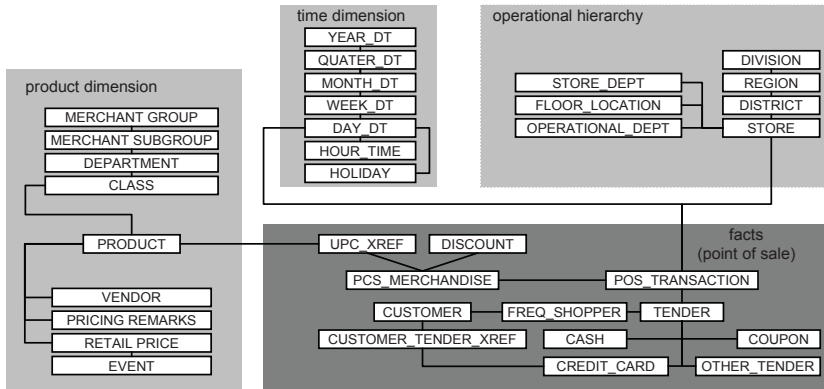 time dimension
YEAR_DT
QUATER_DT
MONTH_DT
WEEK_DT
DAY_DT
HOUR_TIME
HOLIDAY
operational hierarchy
DIVISION
REGION
DISTRICT
STORE
STORE_DEPT
FLOOR_LOCATION
OPERATIONAL_DEPT
product dimension
MERCHANT GROUP
MERCHANT SUBGROUP
DEPARTMENT
CLASS
PRODUCT
VENDOR
PRICING REMARKS
RETAIL PRICE
EVENT
facts
(point of sale)
UPC_XREF
DISCOUNT
PCS_MERCHANDISE
POS_TRANSACTION
CUSTOMER
FREQ_SHOPPER
TENDER
CUSTOMER_TENDER_XREF
CASH
COUPON
CREDIT_CARD
OTHER_TENDER